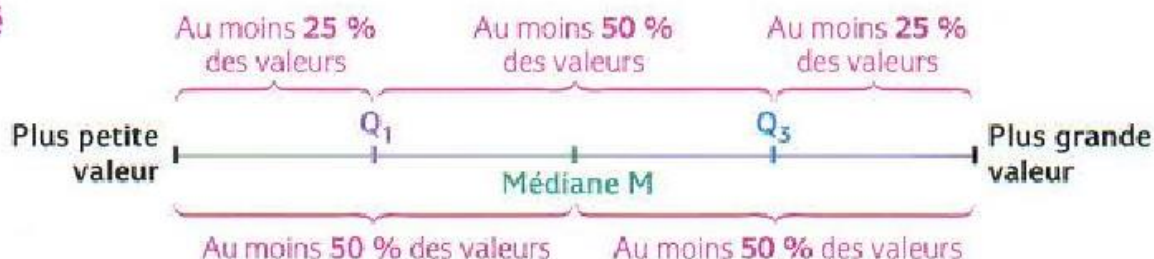 é
Au moins 25 % Au moins 50 % Au moins 25 %
des valeurs des valeurs des valeurs
Plus petite Q1 Q3 Plus grande
valeur Médiane M valeur
Au moins 50 % des valeurs Au moins 50 % des valeurs